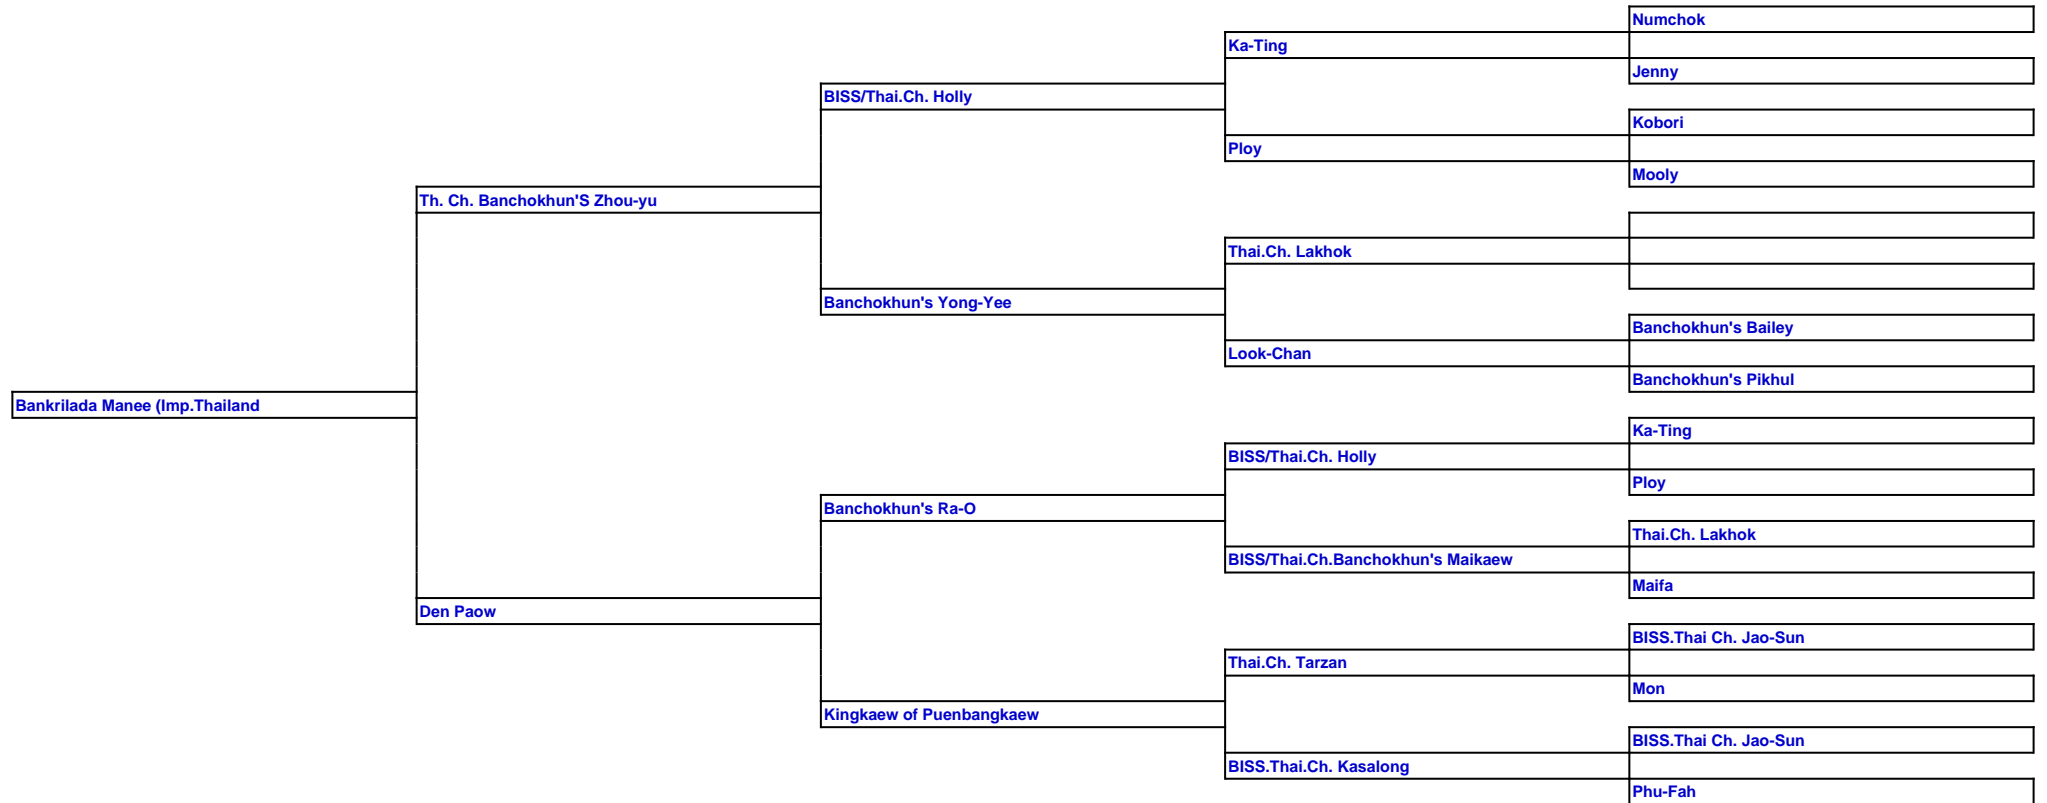 Numchok
Ka-Ting
Jenny
BISS/Thai.Ch. Holly
Kobori
Ploy
Mooly
Th. Ch. Banchokhun'S Zhou-yu
Thai.Ch. Lakhok
Banchokhun's Yong-Yee
Banchokhun's Bailey
Look-Chan
Banchokhun's Pikhul
Bankrilada Manee (Imp.Thailand
Ka-Ting
BISS/Thai.Ch. Holly
Ploy
Banchokhun's Ra-O
Thai.Ch. Lakhok
BISS/Thai.Ch.Banchokhun's Maikaew
Maifa
Den Paow
BISS.Thai Ch. Jao-Sun
Thai.Ch. Tarzan
Mon
Kingkaew of Puenbangkaew
BISS.Thai Ch. Jao-Sun
BISS.Thai.Ch. Kasalong
Phu-Fah